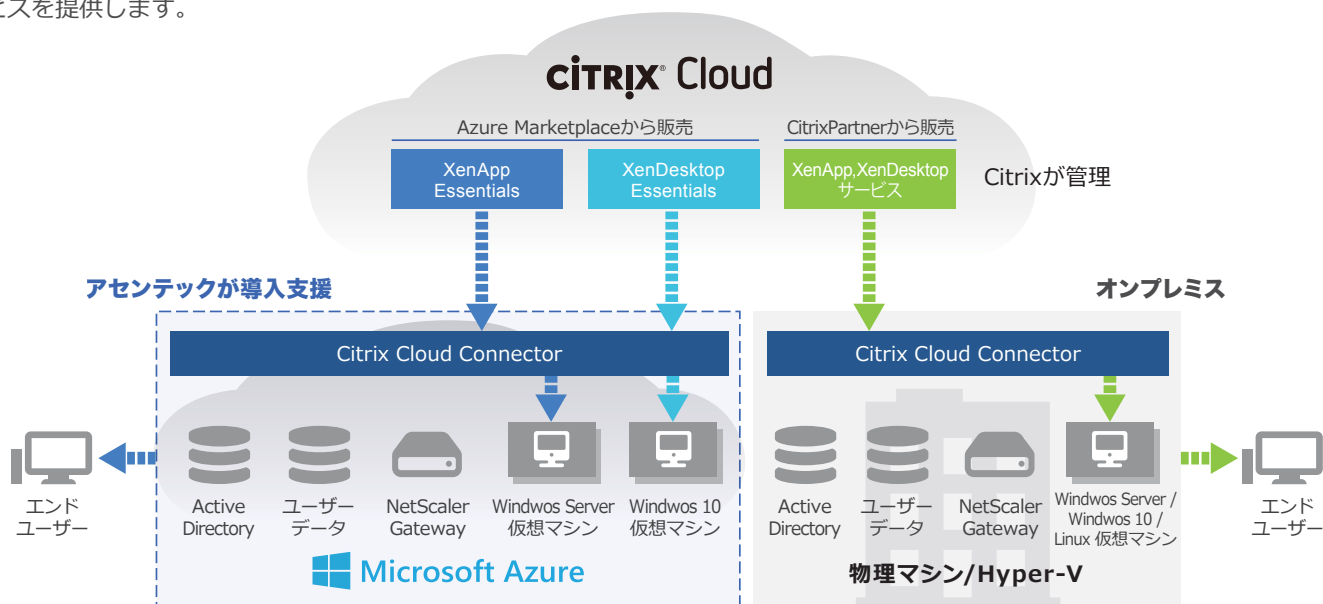 ビスを提供します。
CİTRIX® Cloud
Azure Marketplaceから販売
CitrixPartnerから販売
XenApp
Essentials
XenDesktop
Essentials
XenApp,XenDesktop
サービス
Citrixが管理
アセンテックが導入支援
オンプレミス
Citrix Cloud Connector
Citrix Cloud Connector
エンド
ユーザー
Active
Directory
ユーザー
データ
NetScaler
Gateway
Windwos Server
仮想マシン
Windwos 10
仮想マシン
Active
Directory
ユーザー
データ
NetScaler
Gateway
Windwos Server /
Windwos 10 /
Linux 仮想マシン
エンド
ユーザー
Microsoft Azure
物理マシン/Hyper-V